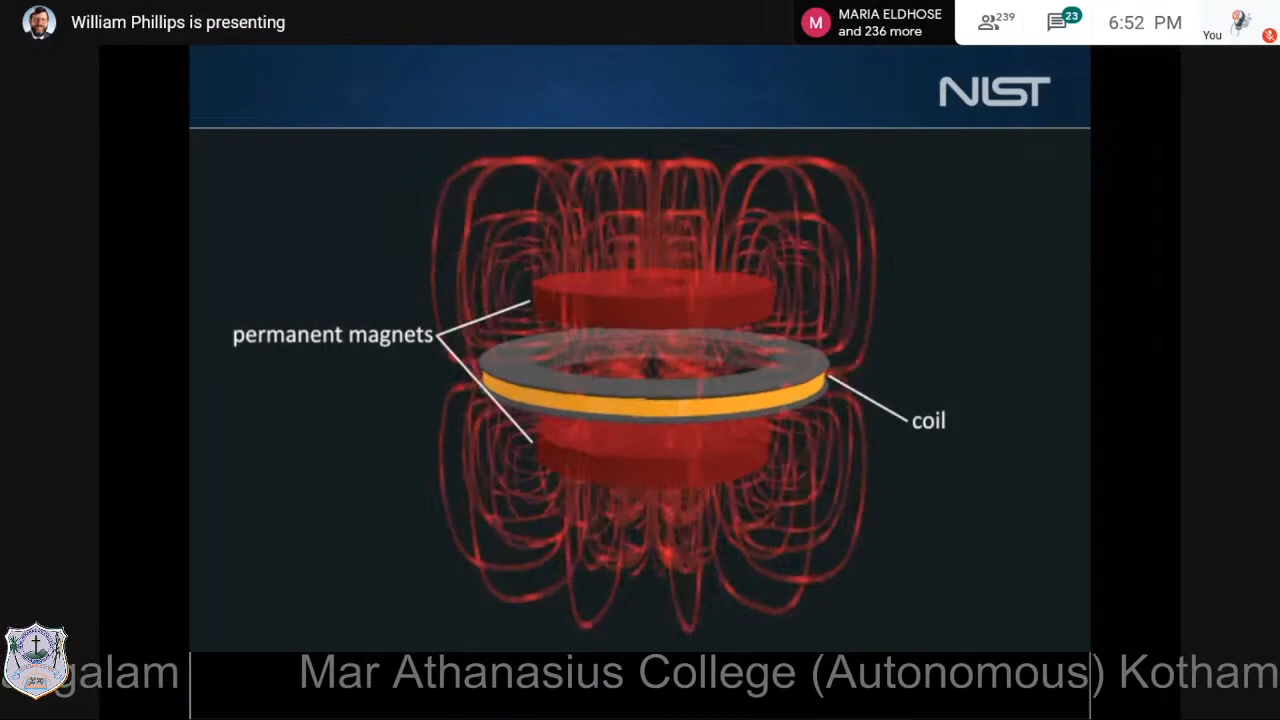 William Phillips is presenting
M
MARIA ELDHOSE
and 236 more
239
23
6:52 PM
You
NIST
permanent magnets
coil
galam Mar Athanasius College (Autonomous) Kotham